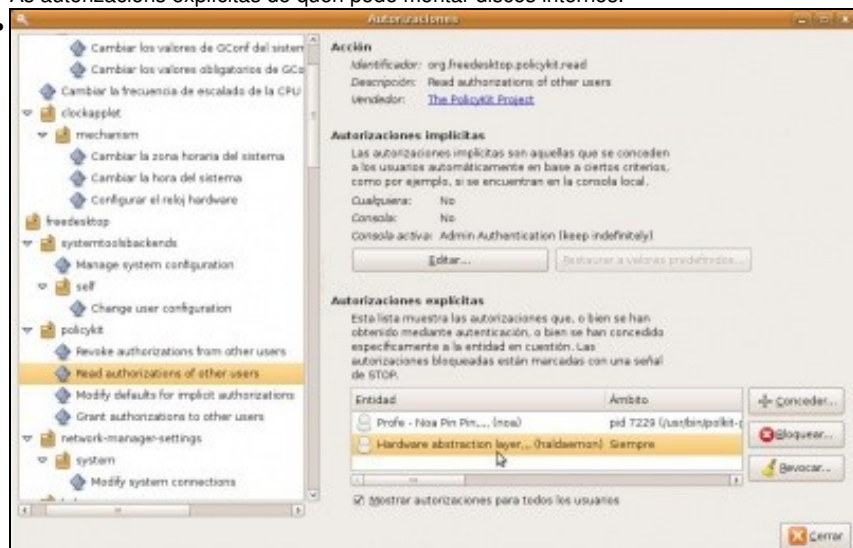 As autorizacións explícitas de quen pode montar discos internos.
Autorizaciones
Cambiar los valores de GConf del sistem
Cambiar los valores obligatorios de GCo
Cambiar la frecuencia de escalado de la CPU
clockapplet
mechanism
Cambiar la zona horaria del sistema
Cambiar la hora del sistema
Configurar el reloj hardware
freedesktop
systemtoolsbackends
Manage system configuration
self
Change user configuration
policykit
Revoke authorizations from other users
Read authorizations of other users
Modify defaults for implicit authorizations
Grant authorizations to other users
network-manager-settings
system
Modify system connections
Acción
Identificador: org.freedesktop.policykit.read
Descripción: Read authorizations of other users
Vendedor: The PolicyKit Project
Autorizaciones implícitas
Las autorizaciones implícitas son aquellas que se conceden
a los usuarios automáticamente en base a ciertos criterios,
como por ejemplo, si se encuentran en la consola local.
Cualquiera: No
Consola: No
Consola activa: Admin Authentication (keep indefinitely)
Editar...
Restaurar a valores predefinidos...
Autorizaciones explícitas
Esta lista muestra las autorizaciones que, o bien se han
obtenido mediante autenticación, o bien se han concedido
específicamente a la entidad en cuestión. Las
autorizaciones bloqueadas están marcadas con una señal
de STOP.
Entidad Ámbito
Profe - Noa Pin Pin,,, (noa) pid 7229 (/usr/bin/polkit-g
Hardware abstraction layer,,, (haldaemon) Siempre
Conceder...
Bloquear...
Revocar...
Mostrar autorizaciones para todos los usuarios
Cerrar